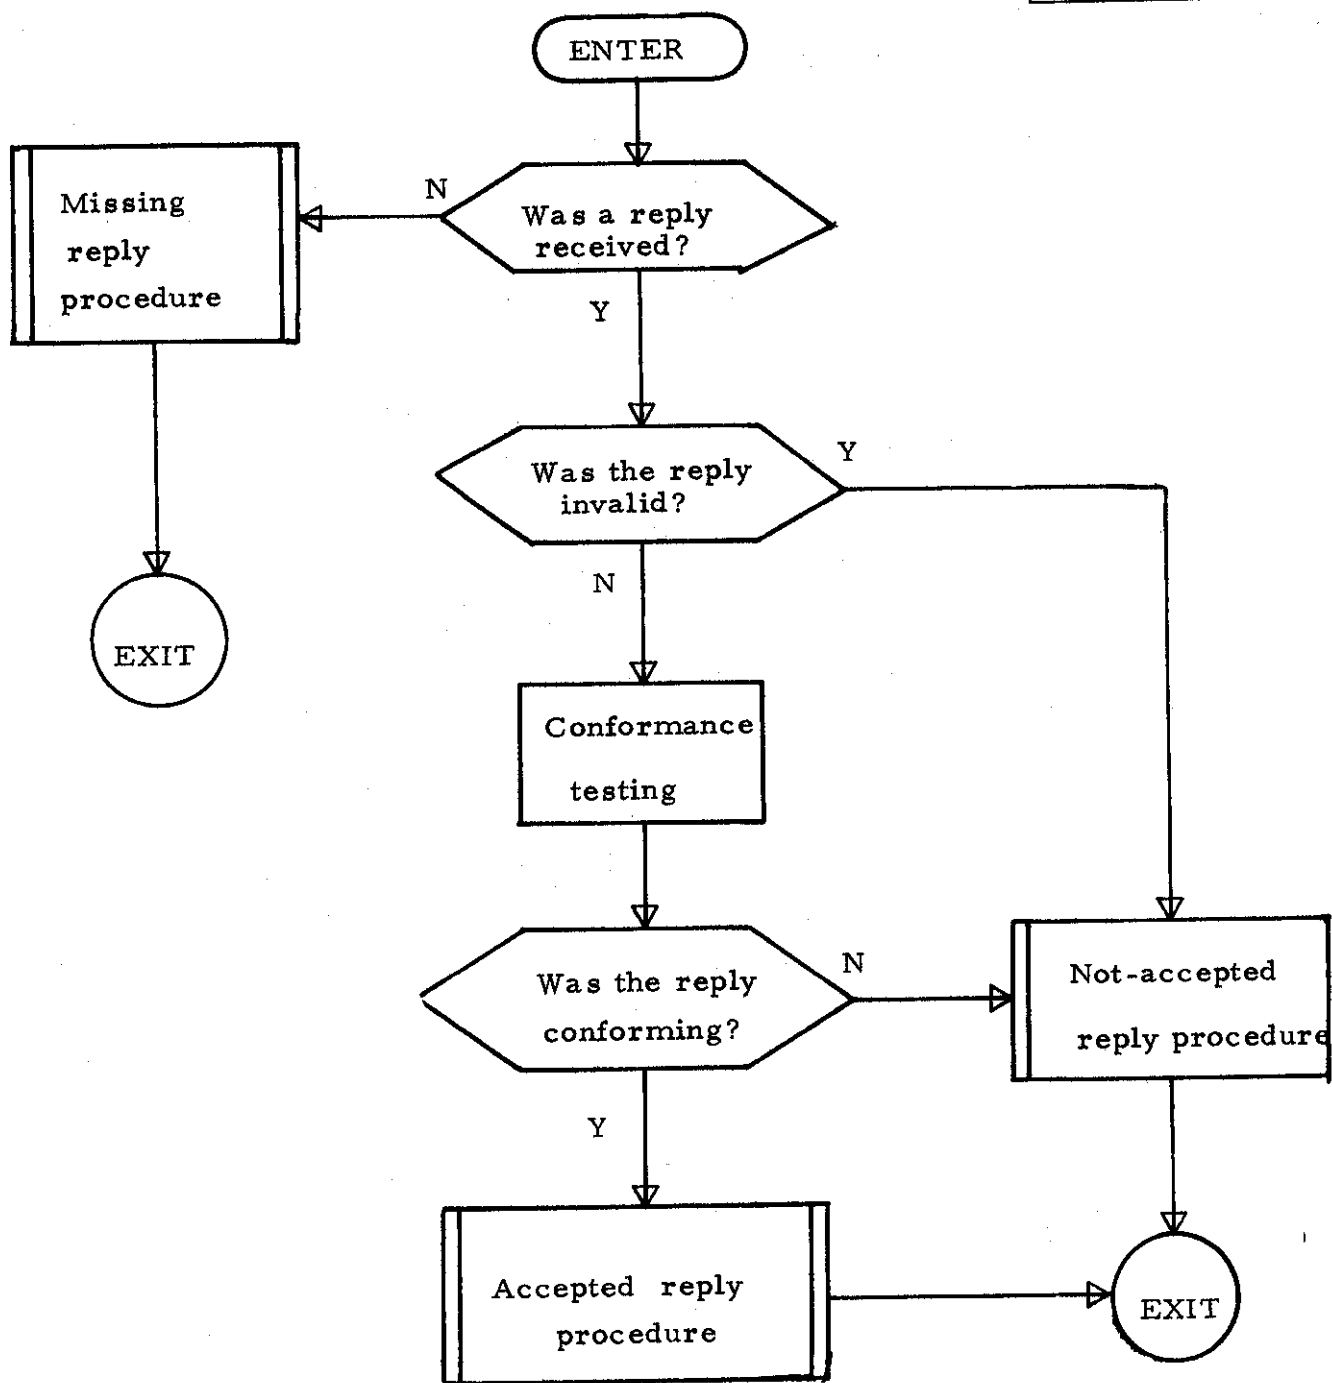 ENTER
N
Missing
reply
procedure
Was a reply
received?
Y
Was the reply
invalid?
Y
N
EXIT
Conformance
testing
Was the reply
conforming?
N
Not-accepted
reply procedure
Y
Accepted reply
procedure
EXIT